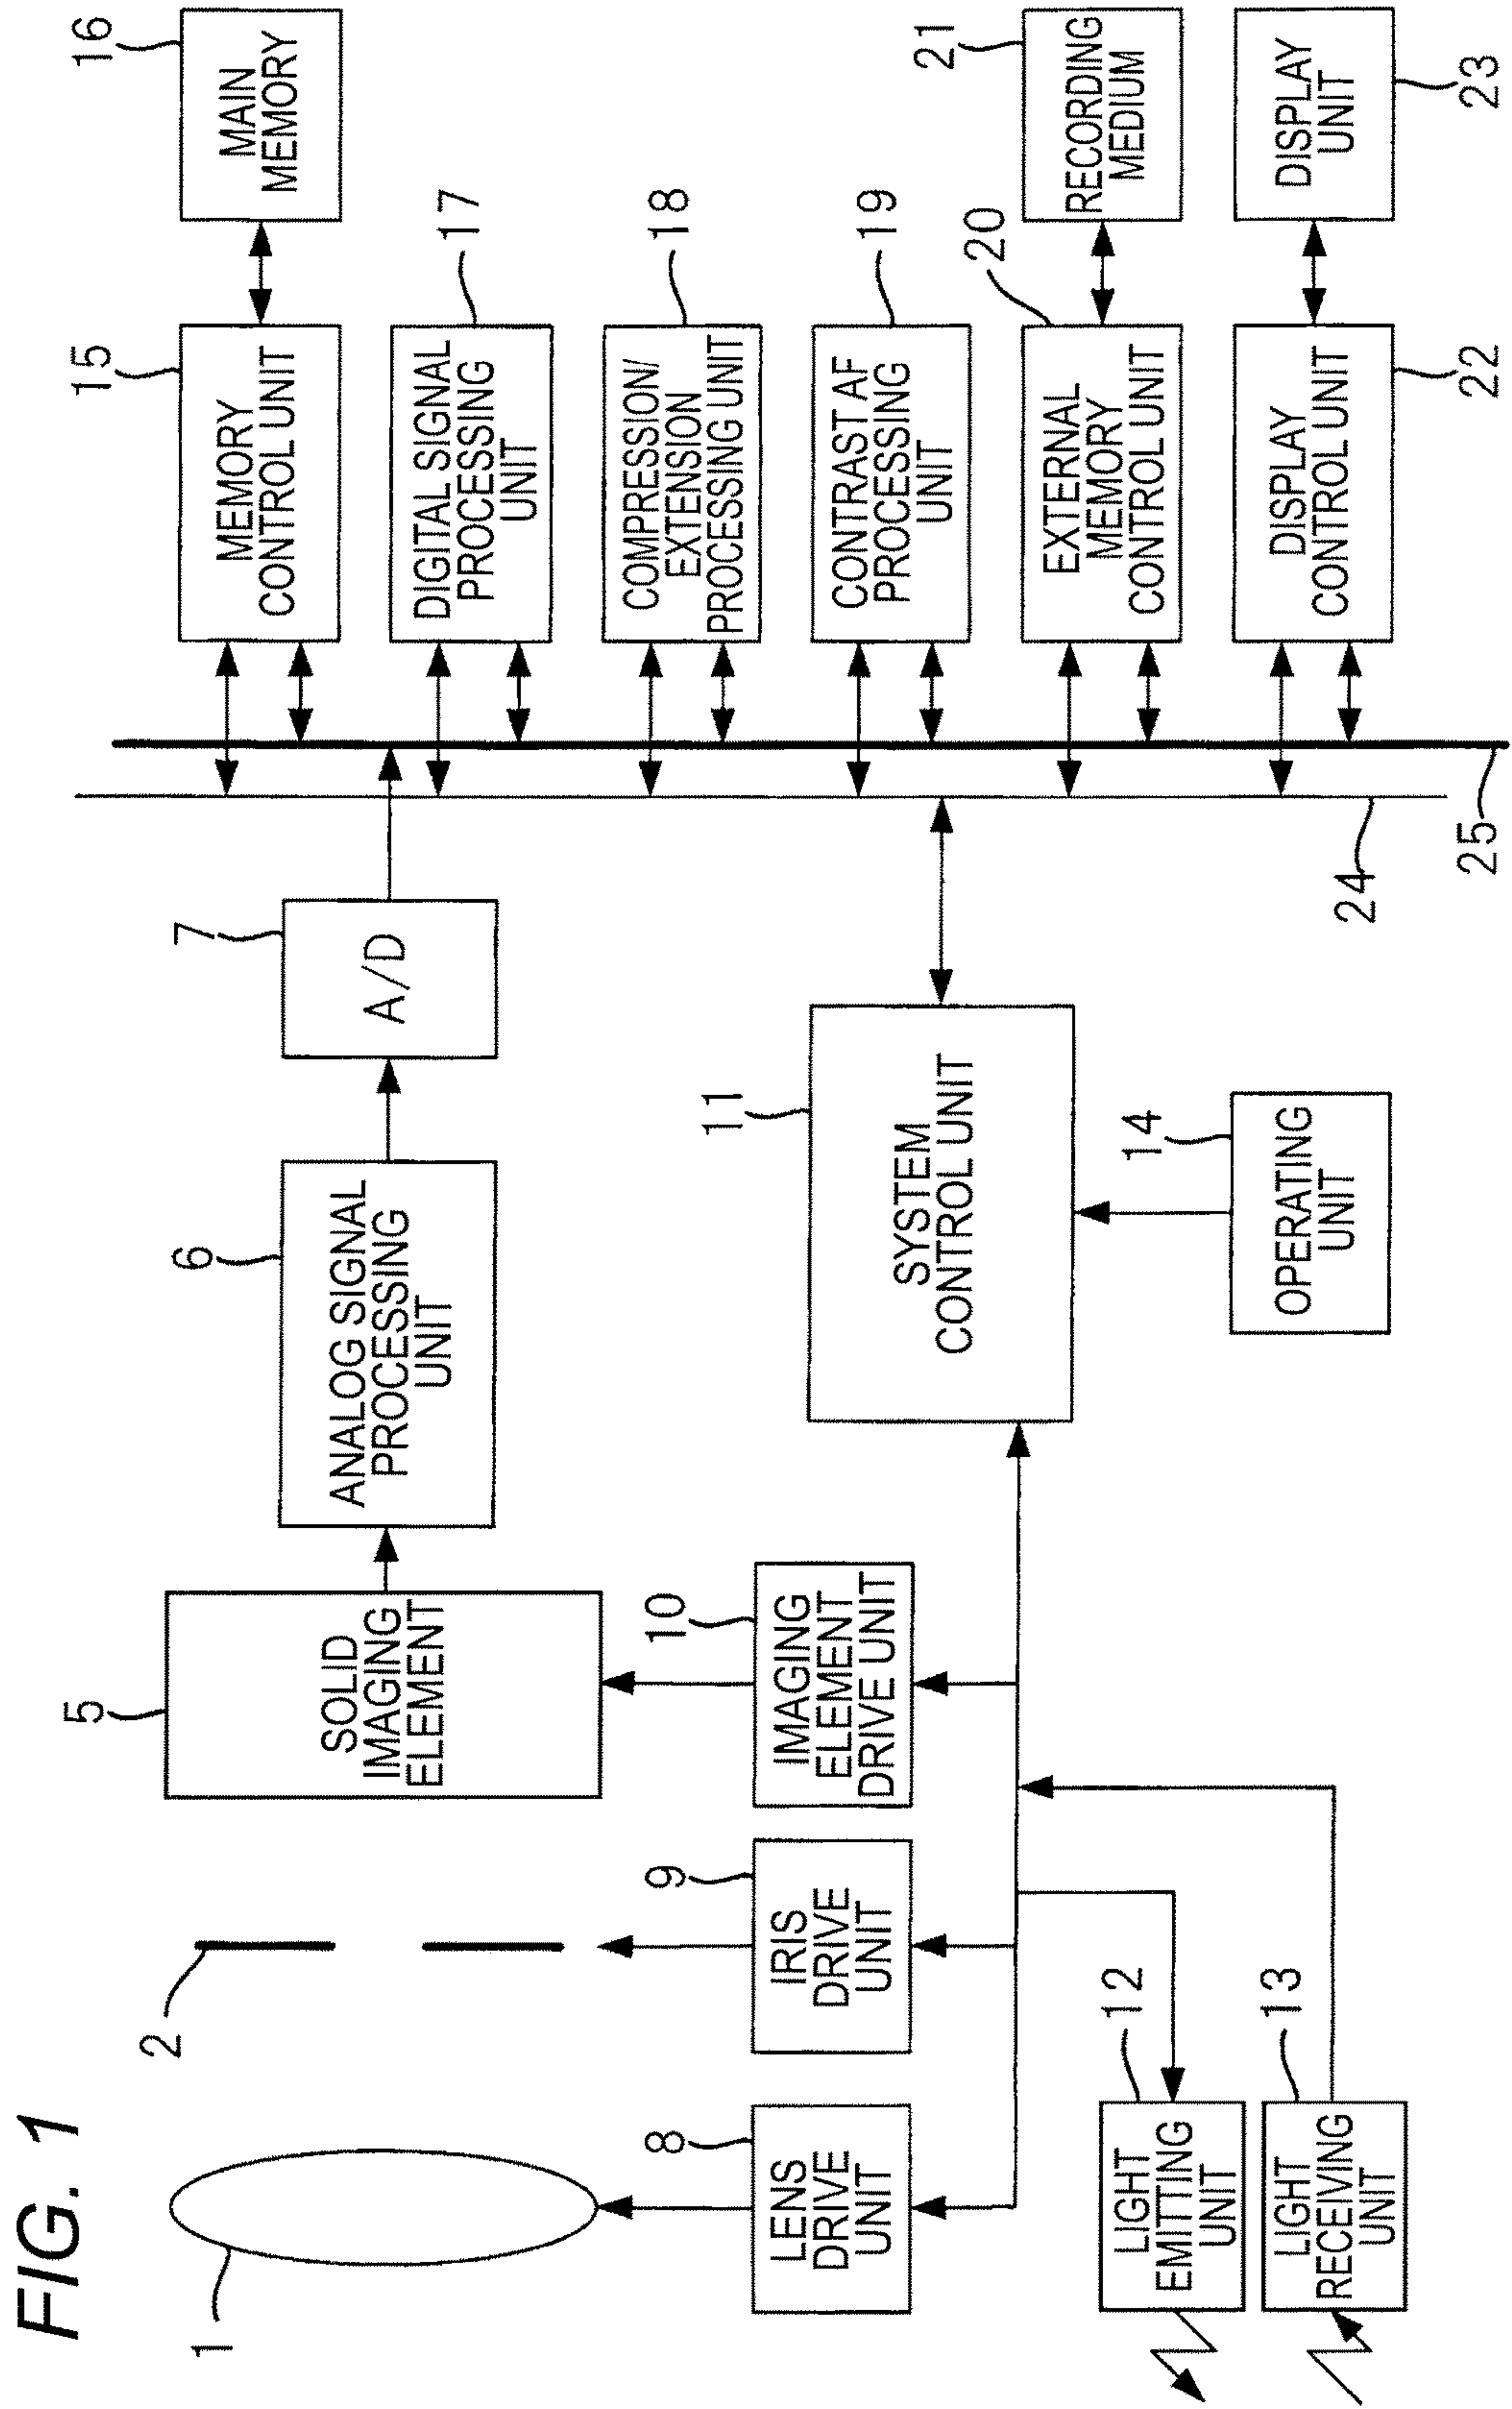 FIG. 1
1
2
5
SOLID
IMAGING
ELEMENT
6
ANALOG SIGNAL
PROCESSING
UNIT
7
A/D
8
LENS
DRIVE
UNIT
9
IRIS
DRIVE
UNIT
10
IMAGING
ELEMENT
DRIVE UNIT
11
SYSTEM
CONTROL UNIT
12
LIGHT
EMITTING
UNIT
13
LIGHT
RECEIVING
UNIT
14
OPERATING
UNIT
15
MEMORY
CONTROL UNIT
16
MAIN
MEMORY
17
DIGITAL SIGNAL
PROCESSING
UNIT
18
COMPRESSION/
EXTENSION
PROCESSING UNIT
19
CONTRAST AF
PROCESSING
UNIT
20
EXTERNAL
MEMORY
CONTROL UNIT
21
RECORDING
MEDIUM
22
DISPLAY
CONTROL UNIT
23
DISPLAY
UNIT
24
25